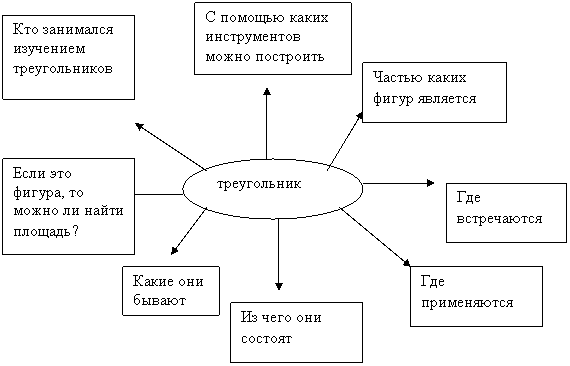 Кто занимался
изучением
треугольников
С помощью каких
инструментов
можно построить
Частью каких
фигур является
Если это
фигура, то
можно ли найти
площадь?
треугольник
Где
встречаются
Какие они
бывают
Из чего они
состоят
Где
применяются